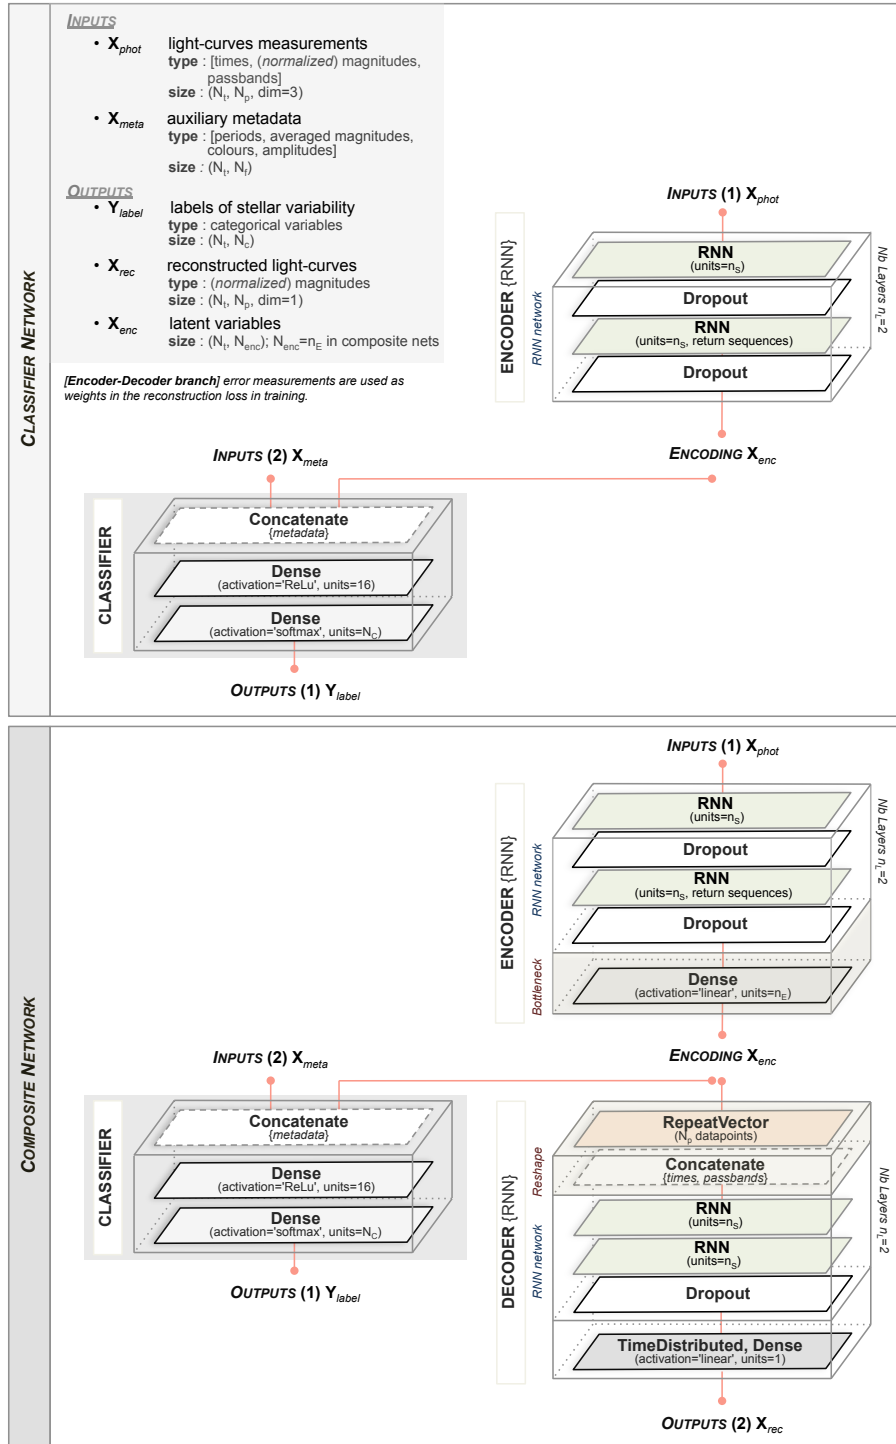 CLASSIFIER NETWORK
INPUTS
• X_phot light-curves measurements
type : [times, (normalized) magnitudes,
passbands]
size : (N_t, N_p, dim=3)
• X_meta auxiliary metadata
type : [periods, averaged magnitudes,
colours, amplitudes]
size : (N_t, N_f)
OUTPUTS
• Y_label labels of stellar variability
type : categorical variables
size : (N_t, N_c)
• X_rec reconstructed light-curves
type : (normalized) magnitudes
size : (N_t, N_p, dim=1)
• X_enc latent variables
size : (N_t, N_enc); N_enc=n_E in composite nets
[Encoder-Decoder branch] error measurements are used as
weights in the reconstruction loss in training.
INPUTS (1) X_phot
ENCODER {RNN}
RNN network
RNN
(units=n_S)
Dropout
RNN
(units=n_S, return sequences)
Dropout
Nb Layers n_L=2
ENCODING X_enc
INPUTS (2) X_meta
CLASSIFIER
Concatenate
{metadata}
Dense
(activation='ReLu', units=16)
Dense
(activation='softmax', units=N_C)
OUTPUTS (1) Y_label
COMPOSITE NETWORK
INPUTS (1) X_phot
ENCODER {RNN}
RNN network
Bottleneck
RNN
(units=n_S)
Dropout
RNN
(units=n_S, return sequences)
Dropout
Dense
(activation='linear', units=n_E)
Nb Layers n_L=2
ENCODING X_enc
INPUTS (2) X_meta
CLASSIFIER
Concatenate
{metadata}
Dense
(activation='ReLu', units=16)
Dense
(activation='softmax', units=N_C)
OUTPUTS (1) Y_label
DECODER {RNN}
Reshape
RNN network
RepeatVector
(N_p datapoints)
Concatenate
{times, passbands}
RNN
(units=n_S)
RNN
(units=n_S)
Dropout
TimeDistributed, Dense
(activation='linear', units=1)
Nb Layers n_L=2
OUTPUTS (2) X_rec